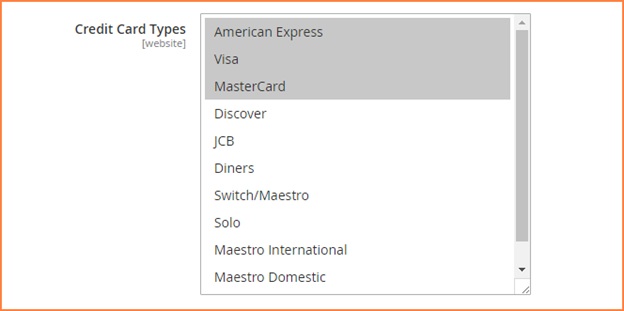 Credit Card Types
[website]
American Express
Visa
MasterCard
Discover
JCB
Diners
Switch/Maestro
Solo
Maestro International
Maestro Domestic